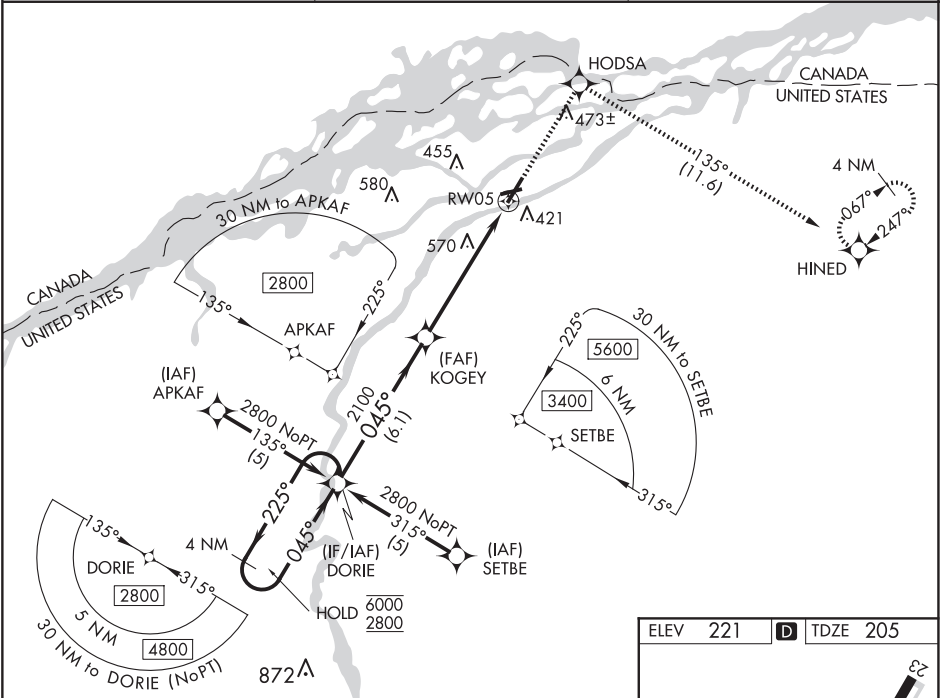 HODSA
CANADA
UNITED STATES
473±
135°
(11.6)
4 NM
067°
247°
HINED
455
580
RW05
421
570
30 NM to APKAF
2800
135°
225°
APKAF
CANADA
UNITED STATES
(FAF)
KOGEY
2100
045°
(6.1)
(IAF)
APKAF
2800 NoPT
135°
(5)
225°
30 NM to SETBE
5600
6 NM
3400
SETBE
315°
2800 NoPT
315°
(5)
(IAF)
SETBE
225°
045°
4 NM
(IF/IAF)
DORIE
HOLD 6000
2800
135°
DORIE
315°
2800
5 NM
4800
30 NM to DORIE (NoPT)
872
ELEV 221 D TDZE 205
23